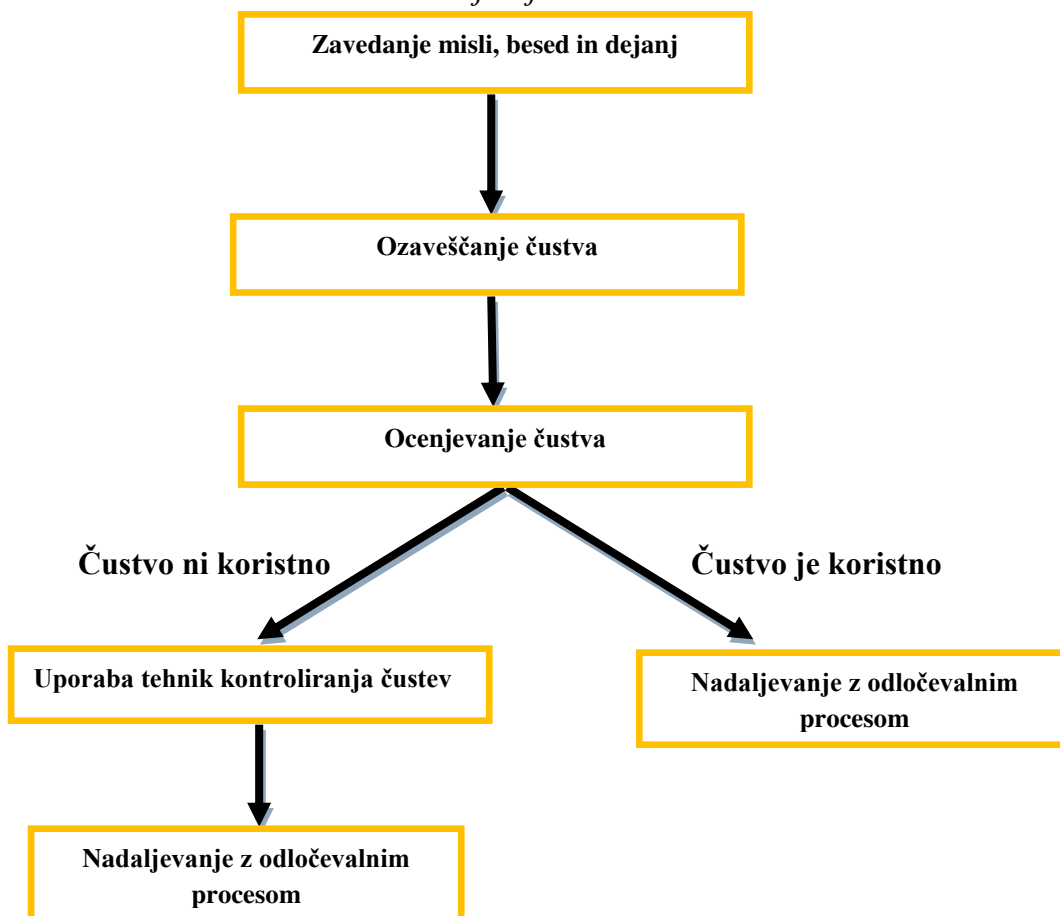 Zavedanje misli, besed in dejanj
Ozaveščanje čustva
Ocenjevanje čustva
Čustvo ni koristno
Čustvo je koristno
Uporaba tehnik kontroliranja čustev
Nadaljevanje z odločevalnim
procesom
Nadaljevanje z odločevalnim
procesom